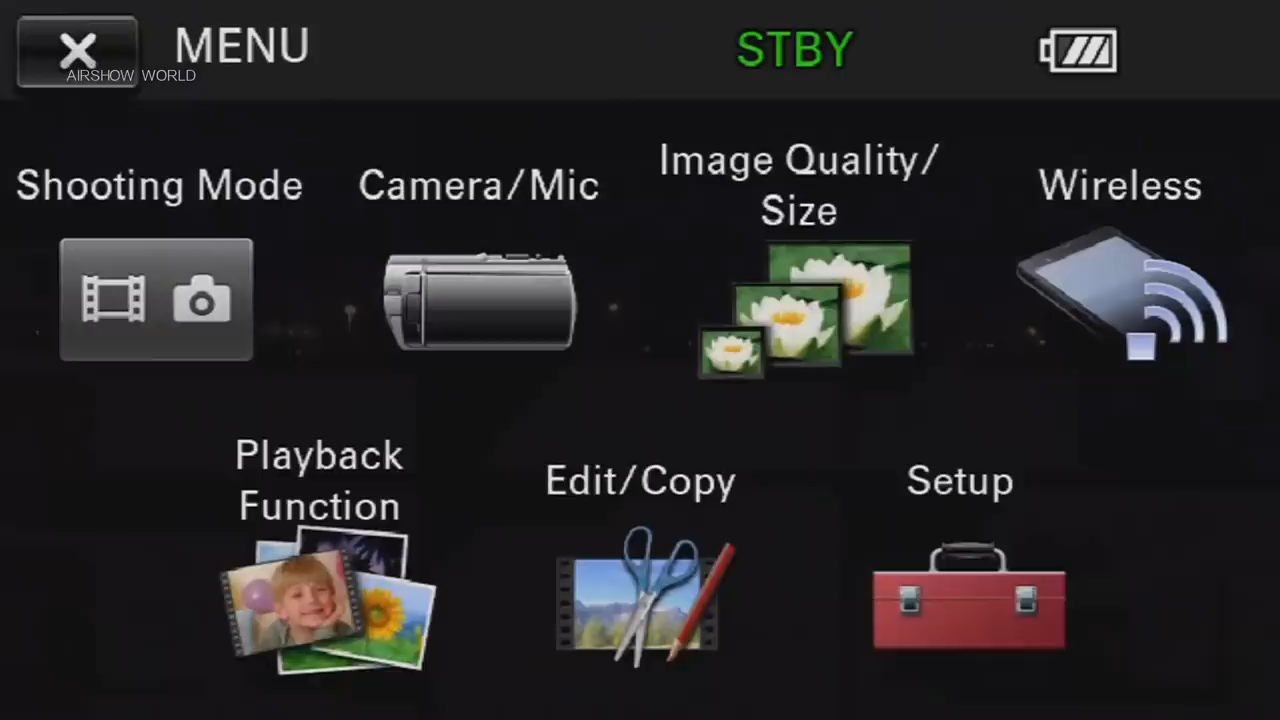 MENU
STBY
AIRSHOW WORLD
Shooting Mode
Camera/Mic
Image Quality/
Size
Wireless
Playback
Function
Edit/Copy
Setup